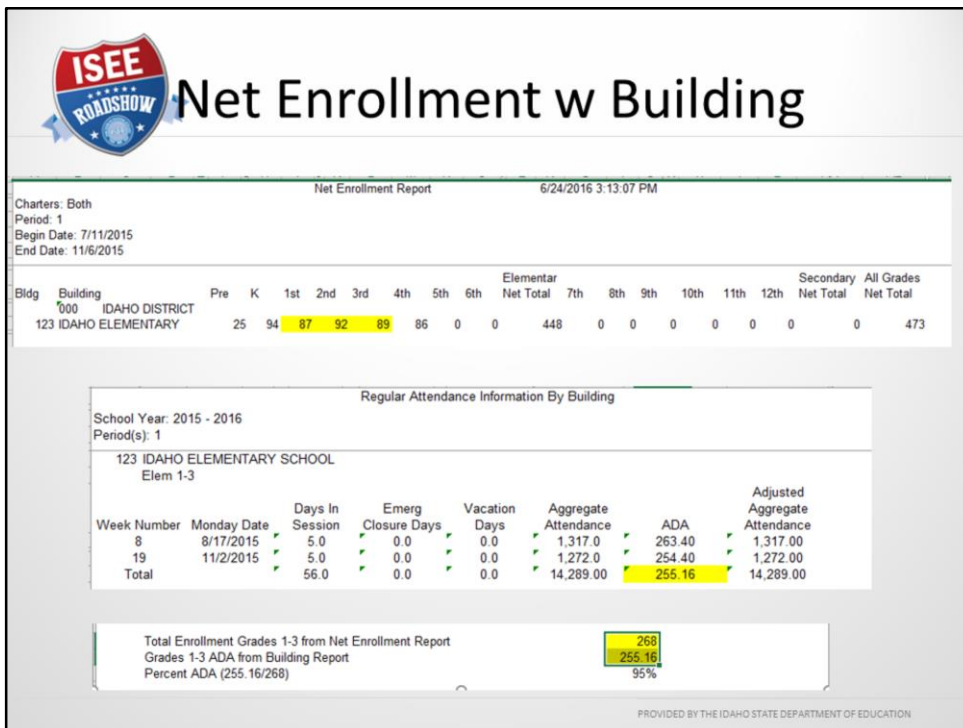 ISEE
ROADSHOW
Net Enrollment w Building
Net Enrollment Report 6/24/2016 3:13:07 PM
Charters: Both
Period: 1
Begin Date: 7/11/2015
End Date: 11/6/2015
Elementar Secondary All Grades
Bldg Building Pre K 1st 2nd 3rd 4th 5th 6th Net Total 7th 8th 9th 10th 11th 12th Net Total Net Total
000 IDAHO DISTRICT
123 IDAHO ELEMENTARY 25 94 87 92 89 86 0 0 448 0 0 0 0 0 0 0 473
Regular Attendance Information By Building
School Year: 2015 - 2016
Period(s): 1
123 IDAHO ELEMENTARY SCHOOL
Elem 1-3
Adjusted
Days In Emerg Vacation Aggregate Aggregate
Week Number Monday Date Session Closure Days Days Attendance ADA Attendance
8 8/17/2015 5.0 0.0 0.0 1,317.0 263.40 1,317.00
19 11/2/2015 5.0 0.0 0.0 1,272.0 254.40 1,272.00
Total 56.0 0.0 0.0 14,289.00 255.16 14,289.00
Total Enrollment Grades 1-3 from Net Enrollment Report 268
Grades 1-3 ADA from Building Report 255.16
Percent ADA (255.16/268) 95%
PROVIDED BY THE IDAHO STATE DEPARTMENT OF EDUCATION